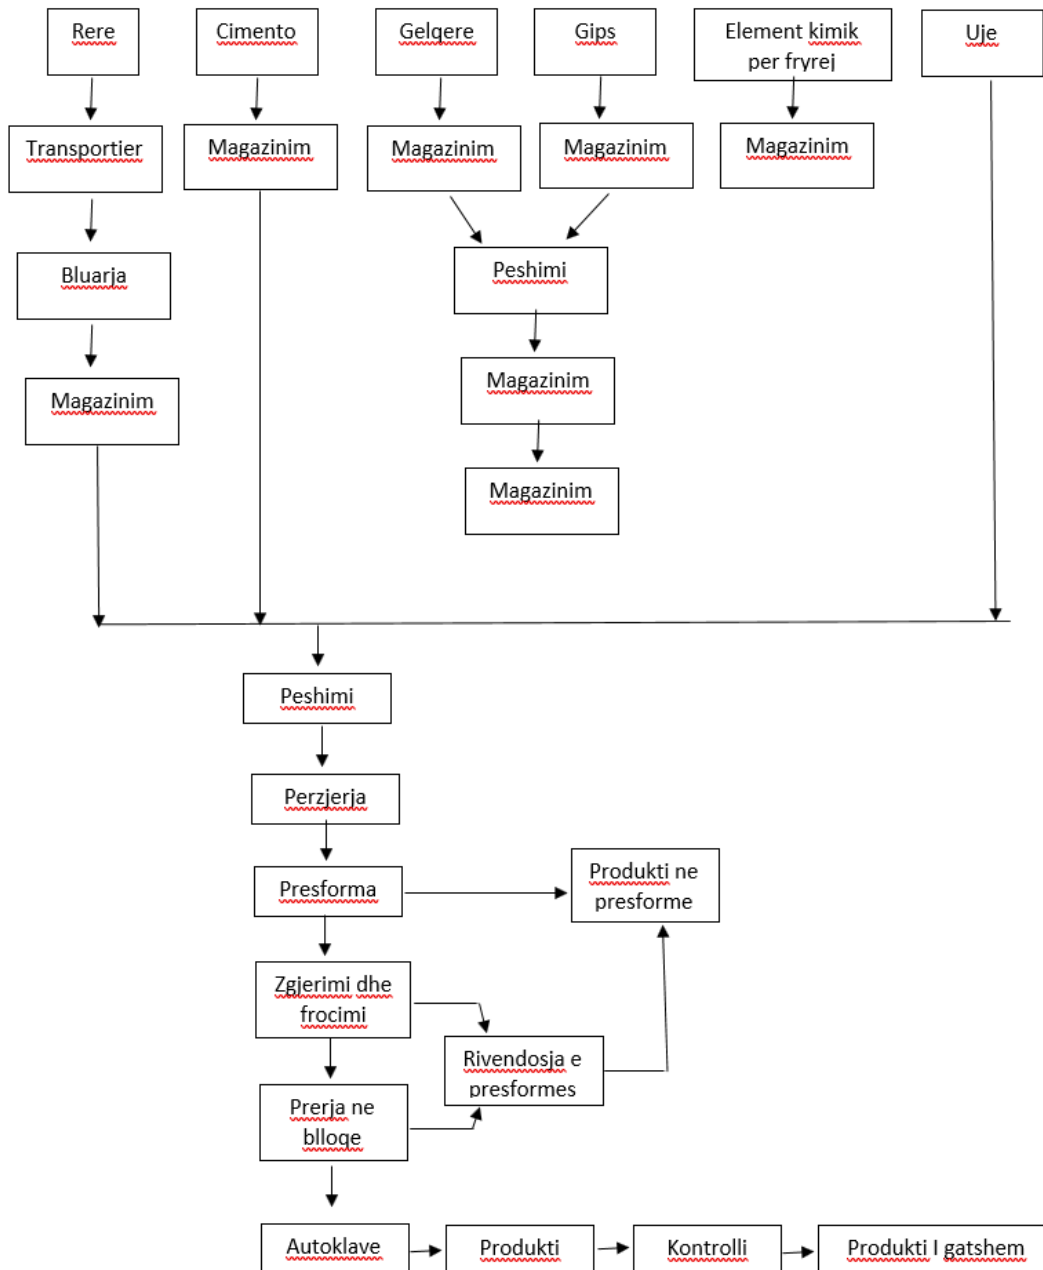 Rere
Cimento
Gelqere
Gips
Element kimik
per fryrej
Uje
Transportier
Magazinim
Magazinim
Magazinim
Magazinim
Bluarja
Peshimi
Magazinim
Magazinim
Magazinim
Peshimi
Perzjerja
Presforma
Produkti ne
presforme
Zgjerimi dhe
frocimi
Rivendosja e
presformes
Prerja ne
blloqe
Autoklave
Produkti
Kontrolli
Produkti I gatshem